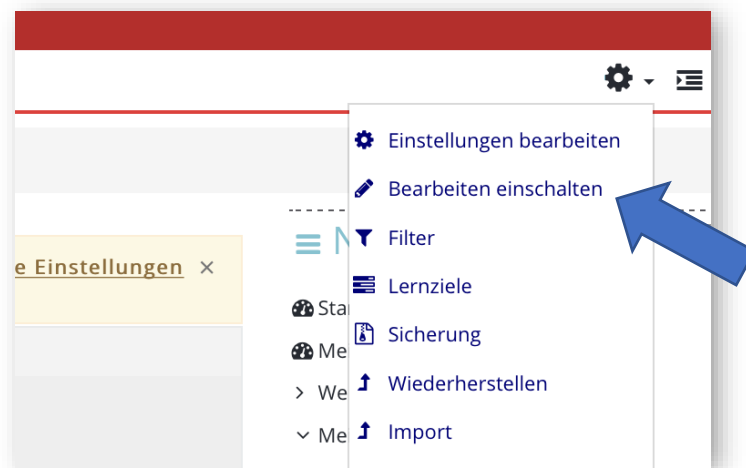 Einstellungen bearbeiten
Bearbeiten einschalten
Filter
e Einstellungen ×
Lernziele
Sicherung
Wiederherstellen
Import